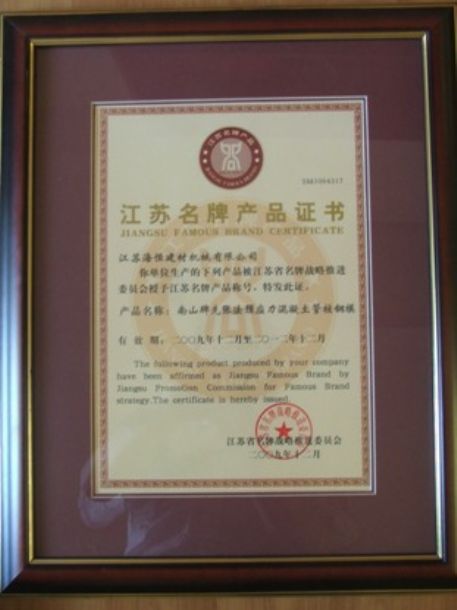 江苏名牌产品
江苏名牌产品证书
JIANGSU FAMOUS BRAND CERTIFICATE
江苏海恒建材机械有限公司
你单位生产的下列产品被江苏省名牌战略推进
委员会授予江苏名牌产品称号，特发此证。
产品名称：南山牌先张法预应力混凝土管桩钢模
有效期：二〇〇九年十二月至二〇一二年十二月
The following product produced by your company
have been affirmed as Jiangsu Famous Brand by
Jiangsu Promotion Commission for Famous Brand
strategy.The certificate is hereby issued.
江苏省名牌战略推进委员会
二〇〇九年十二月